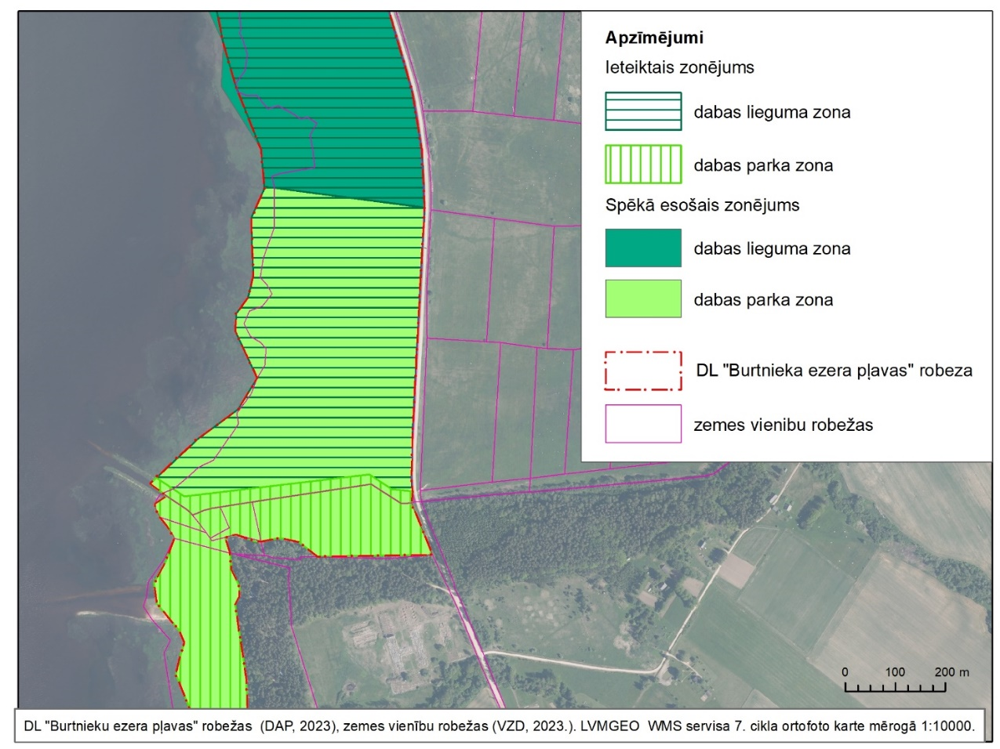 Apzīmējumi
Ieteiktais zonējums
dabas lieguma zona
dabas parka zona
Spēkā esošais zonējums
dabas lieguma zona
dabas parka zona
DL "Burtnieka ezera pļavas" robeza
zemes vienibu robežas
0 100 200 m
DL "Burtnieku ezera pļavas" robežas (DAP, 2023), zemes vienību robežas (VZD, 2023.). LVMGEO WMS servisa 7. cikla ortofoto karte mērogā 1:10000.